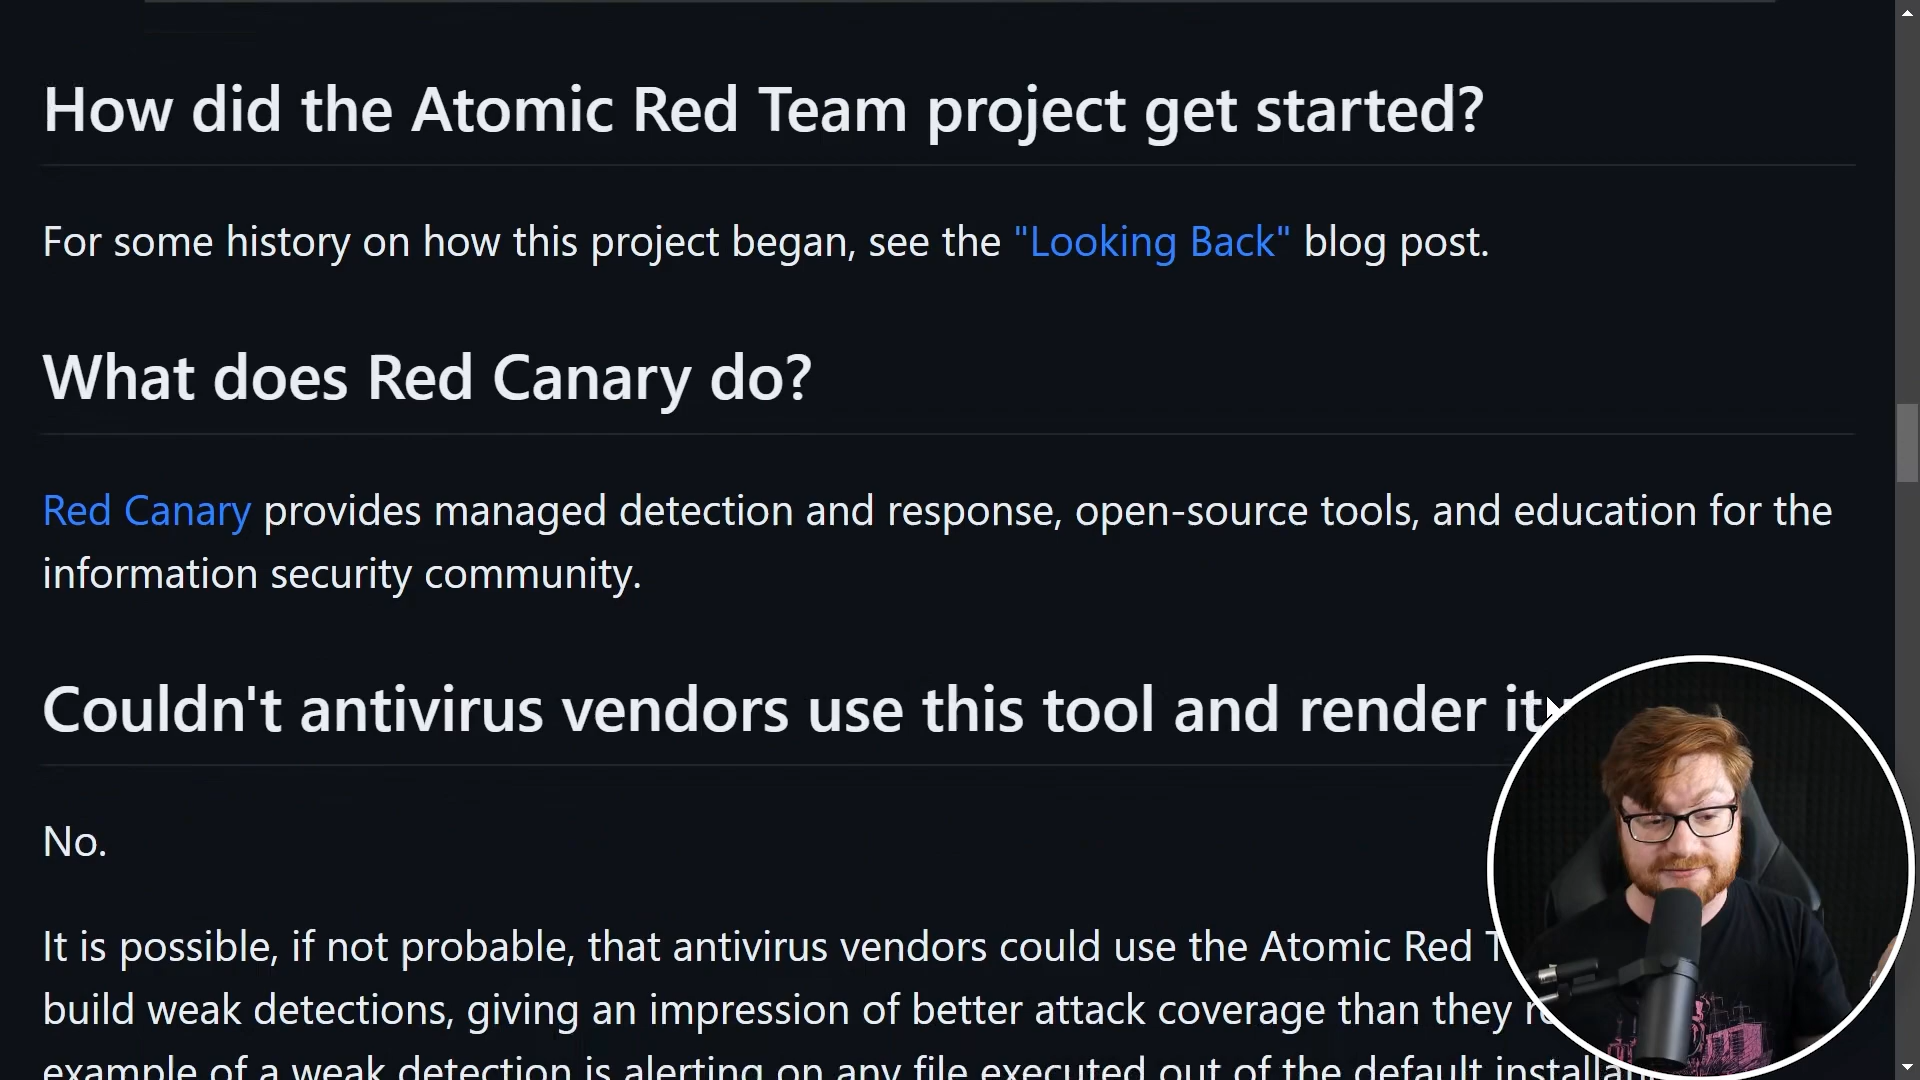 How did the Atomic Red Team project get started?
For some history on how this project began, see the "Looking Back" blog post.
What does Red Canary do?
Red Canary provides managed detection and response, open-source tools, and education for the
information security community.
Couldn't antivirus vendors use this tool and render it
No.
It is possible, if not probable, that antivirus vendors could use the Atomic Red
build weak detections, giving an impression of better attack coverage than they
example of a weak detection is alerting on any file executed out of the default